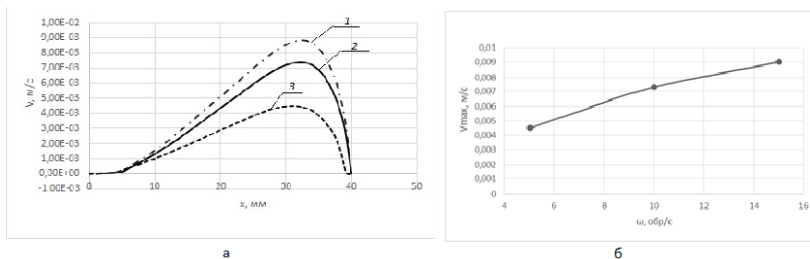 1,00E-02
9,00E-03
8,00E-03
7,00E-03
6,00E-03
5,00E-03
4,00E-03
3,00E-03
2,00E-03
1,00E-03
0,00E+00
-1,00E-03
V, м/с
1
2
3
0 10 20 30 40 50
x, мм
а
0,01
0,009
0,008
0,007
0,006
0,005
0,004
0,003
0,002
0,001
0
Vmax, м/с
4 6 8 10 12 14 16
ω, обр/с
б